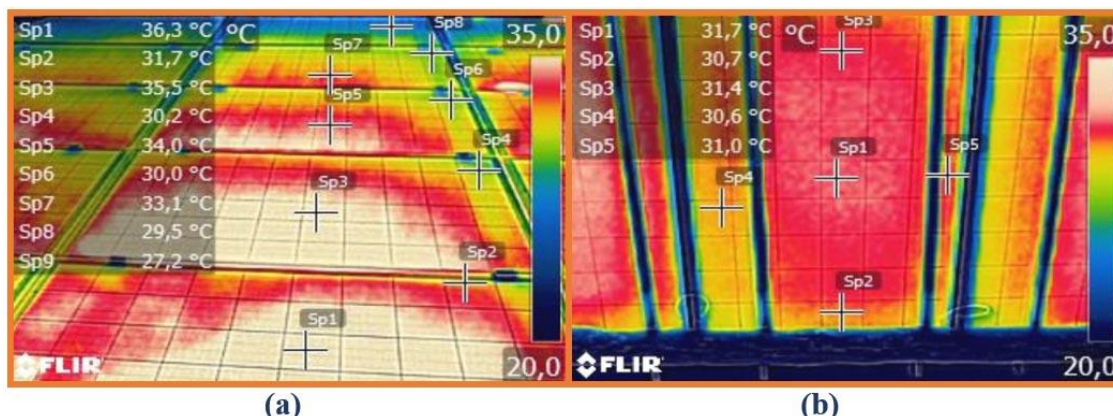 Sp1 36,3 °C °C 35,0
Sp2 31,7 °C
Sp3 35,5 °C
Sp4 30,2 °C
Sp5 34,0 °C
Sp6 30,0 °C
Sp7 33,1 °C
Sp8 29,5 °C
Sp9 27,2 °C
Sp8
Sp7
Sp6
Sp5
Sp4
Sp3
Sp2
Sp1
FLIR 20,0
(a)
Sp1 31,7 °C °C 35,0
Sp2 30,7 °C
Sp3 31,4 °C
Sp4 30,6 °C
Sp5 31,0 °C
Sp3
Sp1
Sp5
Sp4
Sp2
FLIR 20,0
(b)